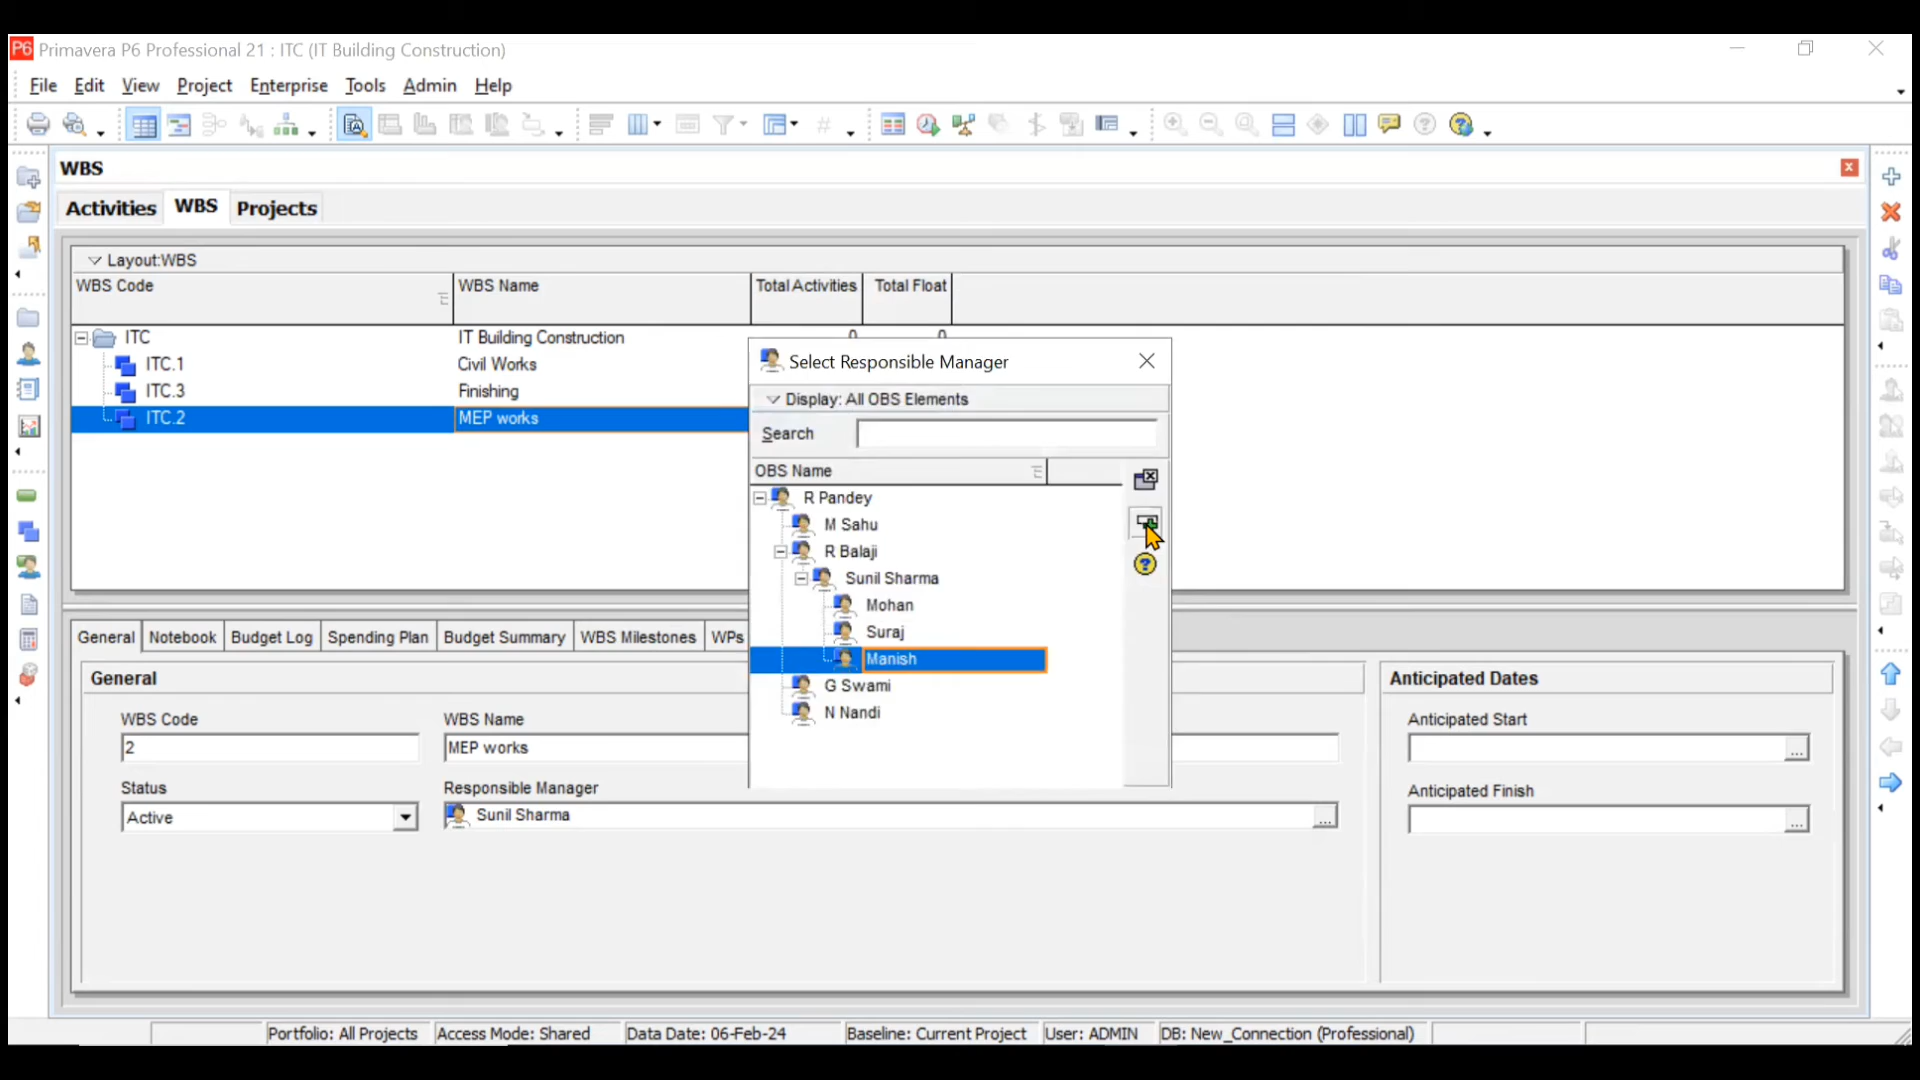 P6 Primavera P6 Professional 21 : ITC (IT Building Construction)
File Edit View Project Enterprise Tools Admin Help
WBS
Activities WBS Projects
Layout:WBS
WBS Code WBS Name Total Activities Total Float
ITC IT Building Construction 0 0
ITC.1 Civil Works
ITC.3 Finishing
ITC.2 MEP works
Select Responsible Manager
Display: All OBS Elements
Search
OBS Name
R Pandey
M Sahu
R Balaji
Sunil Sharma
Mohan
Suraj
Manish
G Swami
N Nandi
General Notebook Budget Log Spending Plan Budget Summary WBS Milestones WPs
General
WBS Code WBS Name
2 MEP works
Status Responsible Manager
Active Sunil Sharma
Anticipated Dates
Anticipated Start
Anticipated Finish
Portfolio: All Projects Access Mode: Shared Data Date: 06-Feb-24 Baseline: Current Project User: ADMIN DB: New_Connection (Professional)